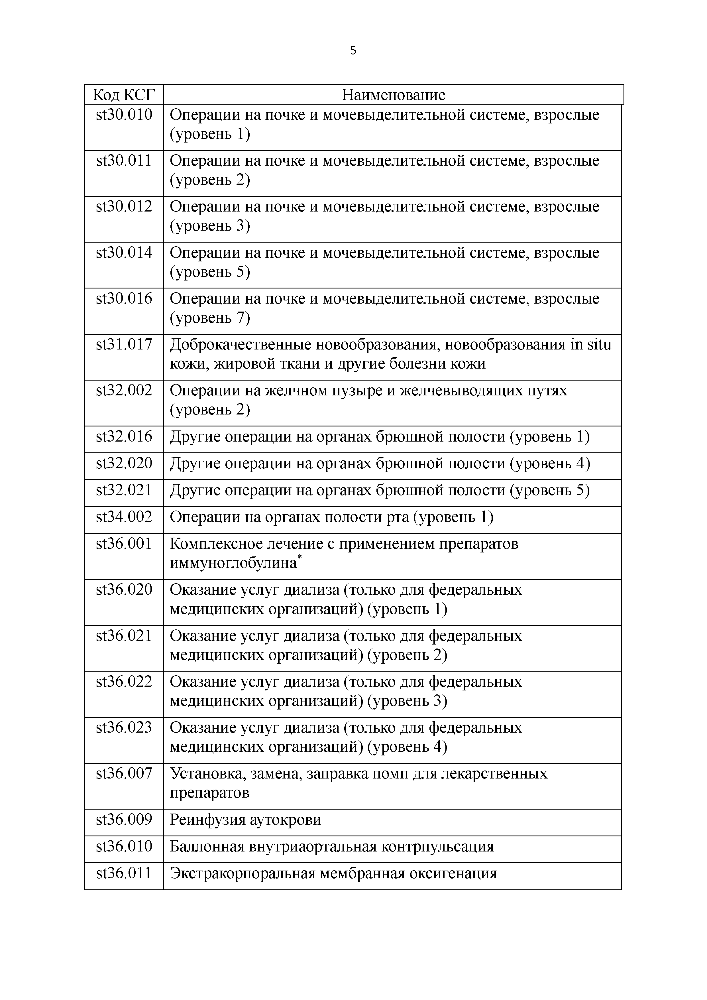 5
Код КСГ Наименование
st30.010 Операции на почке и мочевыделительной системе, взрослые
(уровень 1)
st30.011 Операции на почке и мочевыделительной системе, взрослые
(уровень 2)
st30.012 Операции на почке и мочевыделительной системе, взрослые
(уровень 3)
st30.014 Операции на почке и мочевыделительной системе, взрослые
(уровень 5)
st30.016 Операции на почке и мочевыделительной системе, взрослые
(уровень 7)
st31.017 Доброкачественные новообразования, новообразования in situ
кожи, жировой ткани и другие болезни кожи
st32.002 Операции на желчном пузыре и желчевыводящих путях
(уровень 2)
st32.016 Другие операции на органах брюшной полости (уровень 1)
st32.020 Другие операции на органах брюшной полости (уровень 4)
st32.021 Другие операции на органах брюшной полости (уровень 5)
st34.002 Операции на органах полости рта (уровень 1)
st36.001 Комплексное лечение с применением препаратов
иммуноглобулина*
st36.020 Оказание услуг диализа (только для федеральных
медицинских организаций) (уровень 1)
st36.021 Оказание услуг диализа (только для федеральных
медицинских организаций) (уровень 2)
st36.022 Оказание услуг диализа (только для федеральных
медицинских организаций) (уровень 3)
st36.023 Оказание услуг диализа (только для федеральных
медицинских организаций) (уровень 4)
st36.007 Установка, замена, заправка помп для лекарственных
препаратов
st36.009 Реинфузия аутокрови
st36.010 Баллонная внутриаортальная контрпульсация
st36.011 Экстракорпоральная мембранная оксигенация